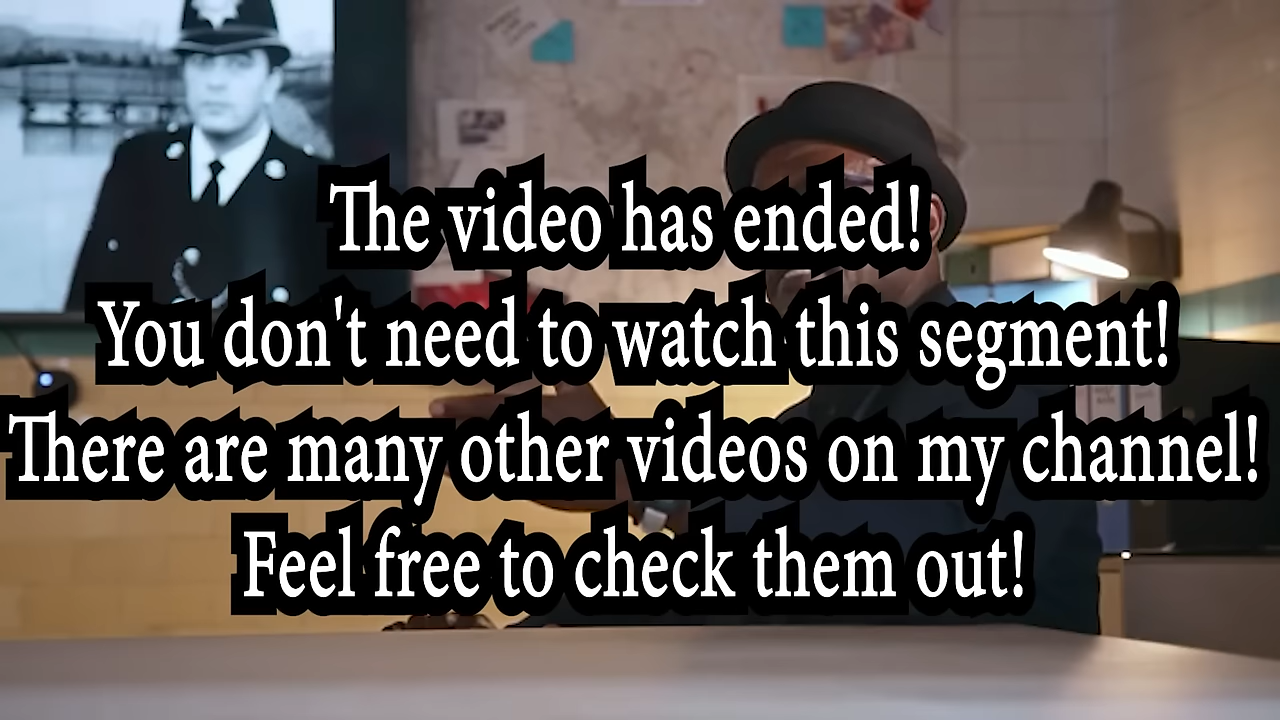 The video has ended!
You don't need to watch this segment!
There are many other videos on my channel!
Feel free to check them out!